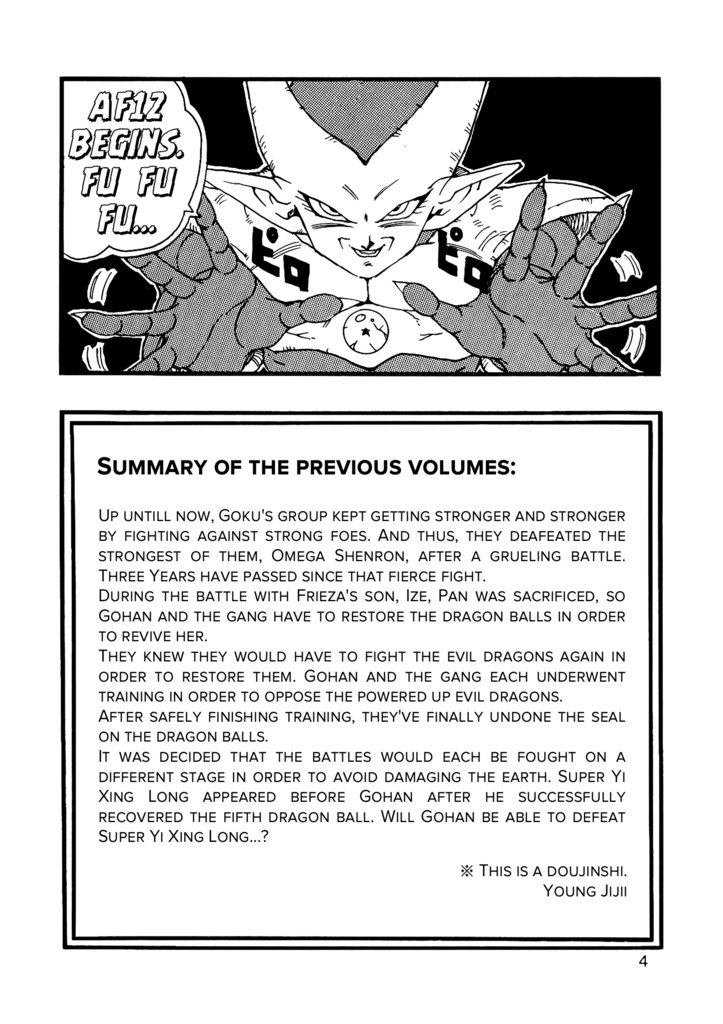 AF12
BEGINS.
FU FU
FU...
ピロ
ピロ
SUMMARY OF THE PREVIOUS VOLUMES:
UP UNTILL NOW, GOKU'S GROUP KEPT GETTING STRONGER AND STRONGER
BY FIGHTING AGAINST STRONG FOES. AND THUS, THEY DEAFEATED THE
STRONGEST OF THEM, OMEGA SHENRON, AFTER A GRUELING BATTLE.
THREE YEARS HAVE PASSED SINCE THAT FIERCE FIGHT.
DURING THE BATTLE WITH FRIEZA'S SON, IZE, PAN WAS SACRIFICED, SO
GOHAN AND THE GANG HAVE TO RESTORE THE DRAGON BALLS IN ORDER
TO REVIVE HER.
THEY KNEW THEY WOULD HAVE TO FIGHT THE EVIL DRAGONS AGAIN IN
ORDER TO RESTORE THEM. GOHAN AND THE GANG EACH UNDERWENT
TRAINING IN ORDER TO OPPOSE THE POWERED UP EVIL DRAGONS.
AFTER SAFELY FINISHING TRAINING, THEY'VE FINALLY UNDONE THE SEAL
ON THE DRAGON BALLS.
IT WAS DECIDED THAT THE BATTLES WOULD EACH BE FOUGHT ON A
DIFFERENT STAGE IN ORDER TO AVOID DAMAGING THE EARTH. SUPER YI
XING LONG APPEARED BEFORE GOHAN AFTER HE SUCCESSFULLY
RECOVERED THE FIFTH DRAGON BALL. WILL GOHAN BE ABLE TO DEFEAT
SUPER YI XING LONG...?
※ THIS IS A DOUJINSHI.
YOUNG JIJII
4